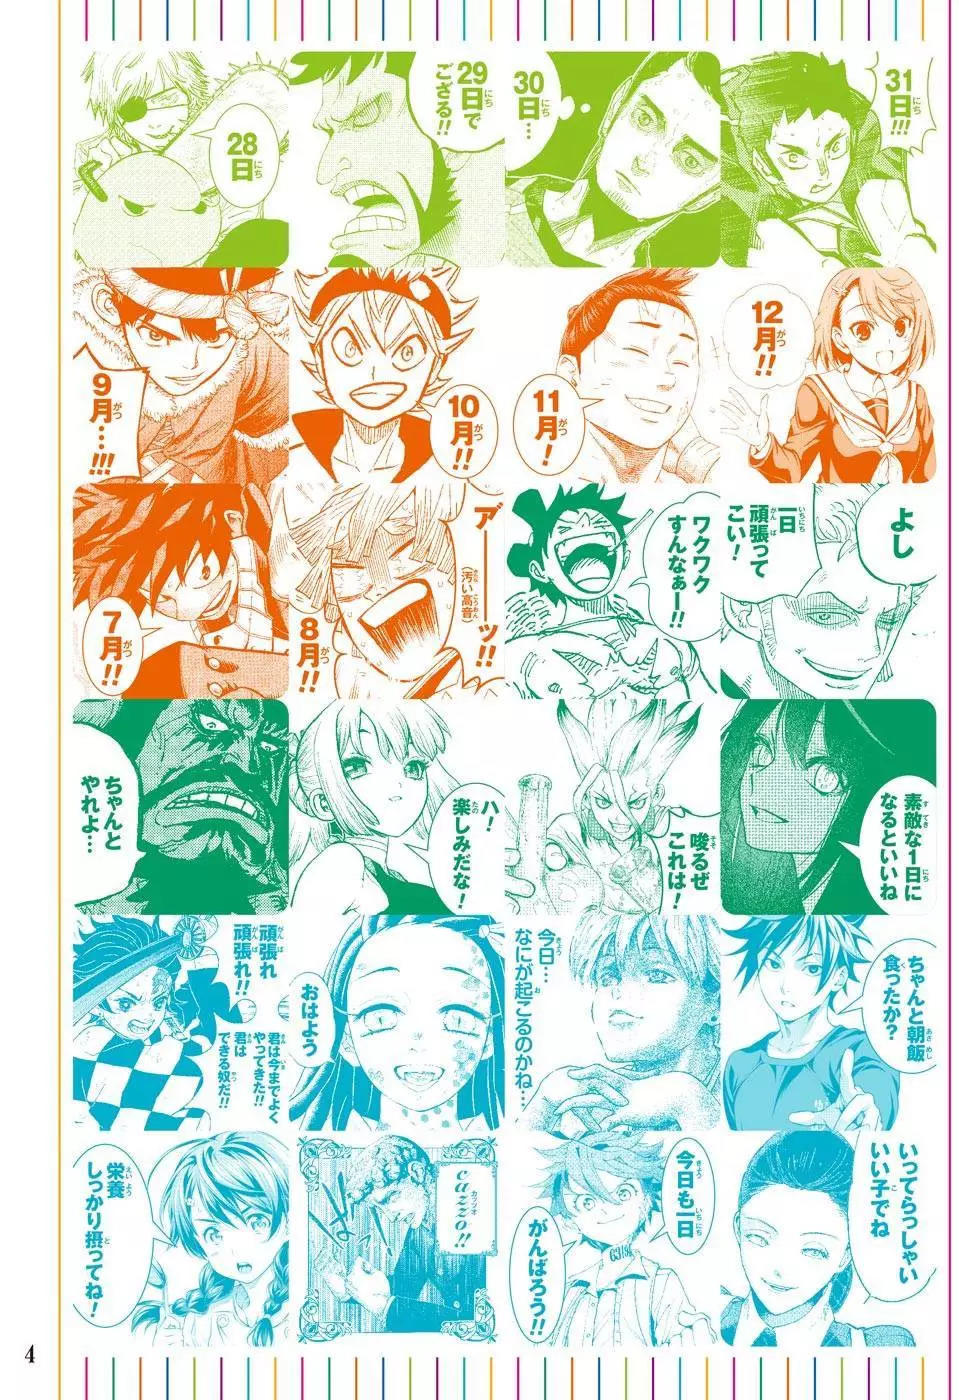 31日!!!
30日…
29日で
ござる!!
28日
12月!!
11月!
10月!!
9月…!!!
よし
一日
頑張って
こい!
ワクワク
すんなぁー!!
アーーーッ!!
(汚い高音)
8月!!
7月!!
素敵な1日に
なるといいね
唆るぜ
これは!
ハ!
楽しみだな!
ちゃんと
やれよ…
ちゃんと朝飯
食ったか?
今日…
なにが起こるのかね…
おはよう
頑張れ
頑張れ!!
君は今までよく
やってきた!!
君は
できる奴だ!!
いってらっしゃい
いい子でね
今日も一日
がんばろう!!
63194
cazzo!!
カッツオ
栄養
しっかり摂ってね!
4